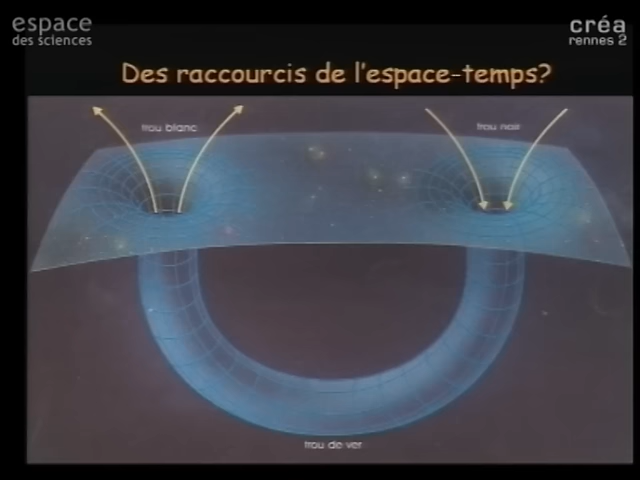 espace
des sciences
créa
rennes 2
Des raccourcis de l'espace-temps?
trou blanc
trou noir
trou de ver